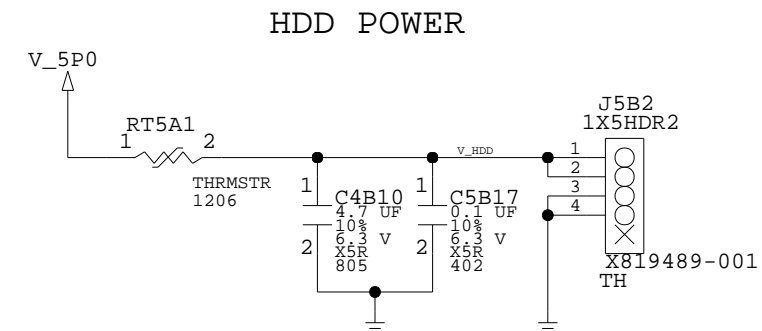 HDD POWER
V_5P0
RT5A1
1 2
THRMSTR
1206
1
C4B10
4.7 UF
10%
6.3 V
X5R
805
2
1
C5B17
0.1 UF
10%
6.3 V
X5R
402
2
V_HDD
J5B2
1X5HDR2
1
2
3
4
X819489-001
TH